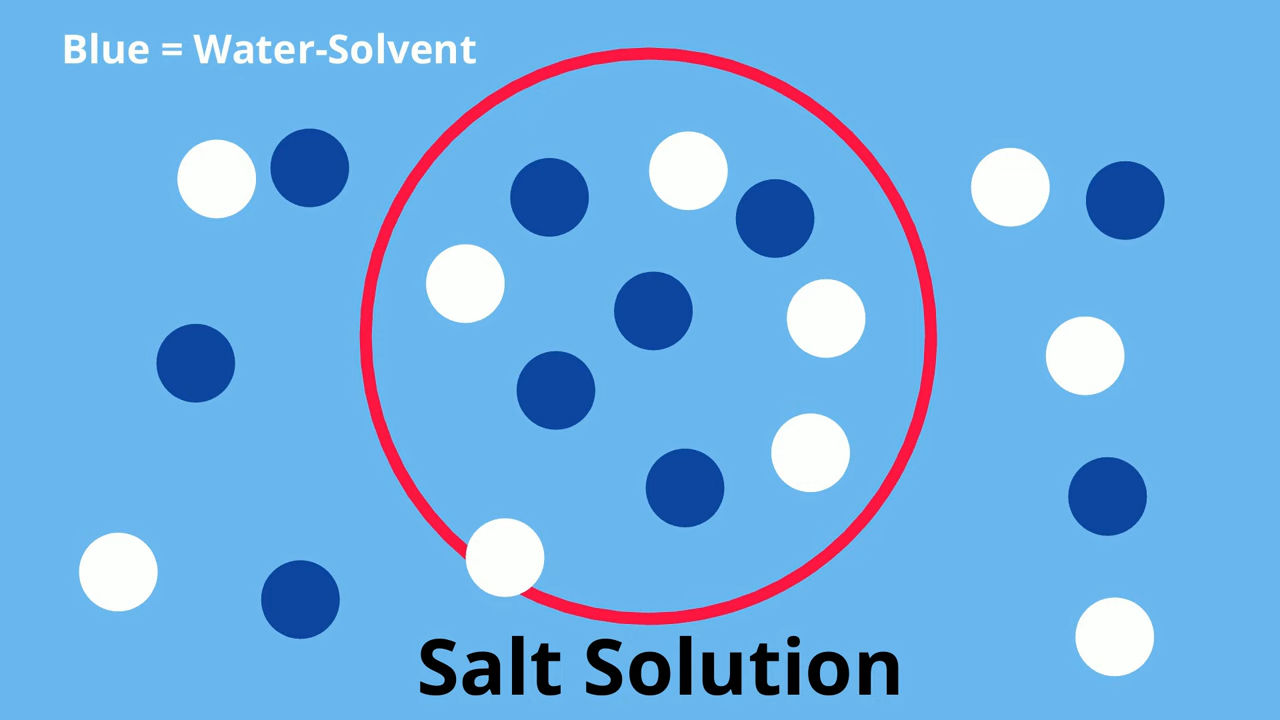 Blue = Water-Solvent
Salt Solution